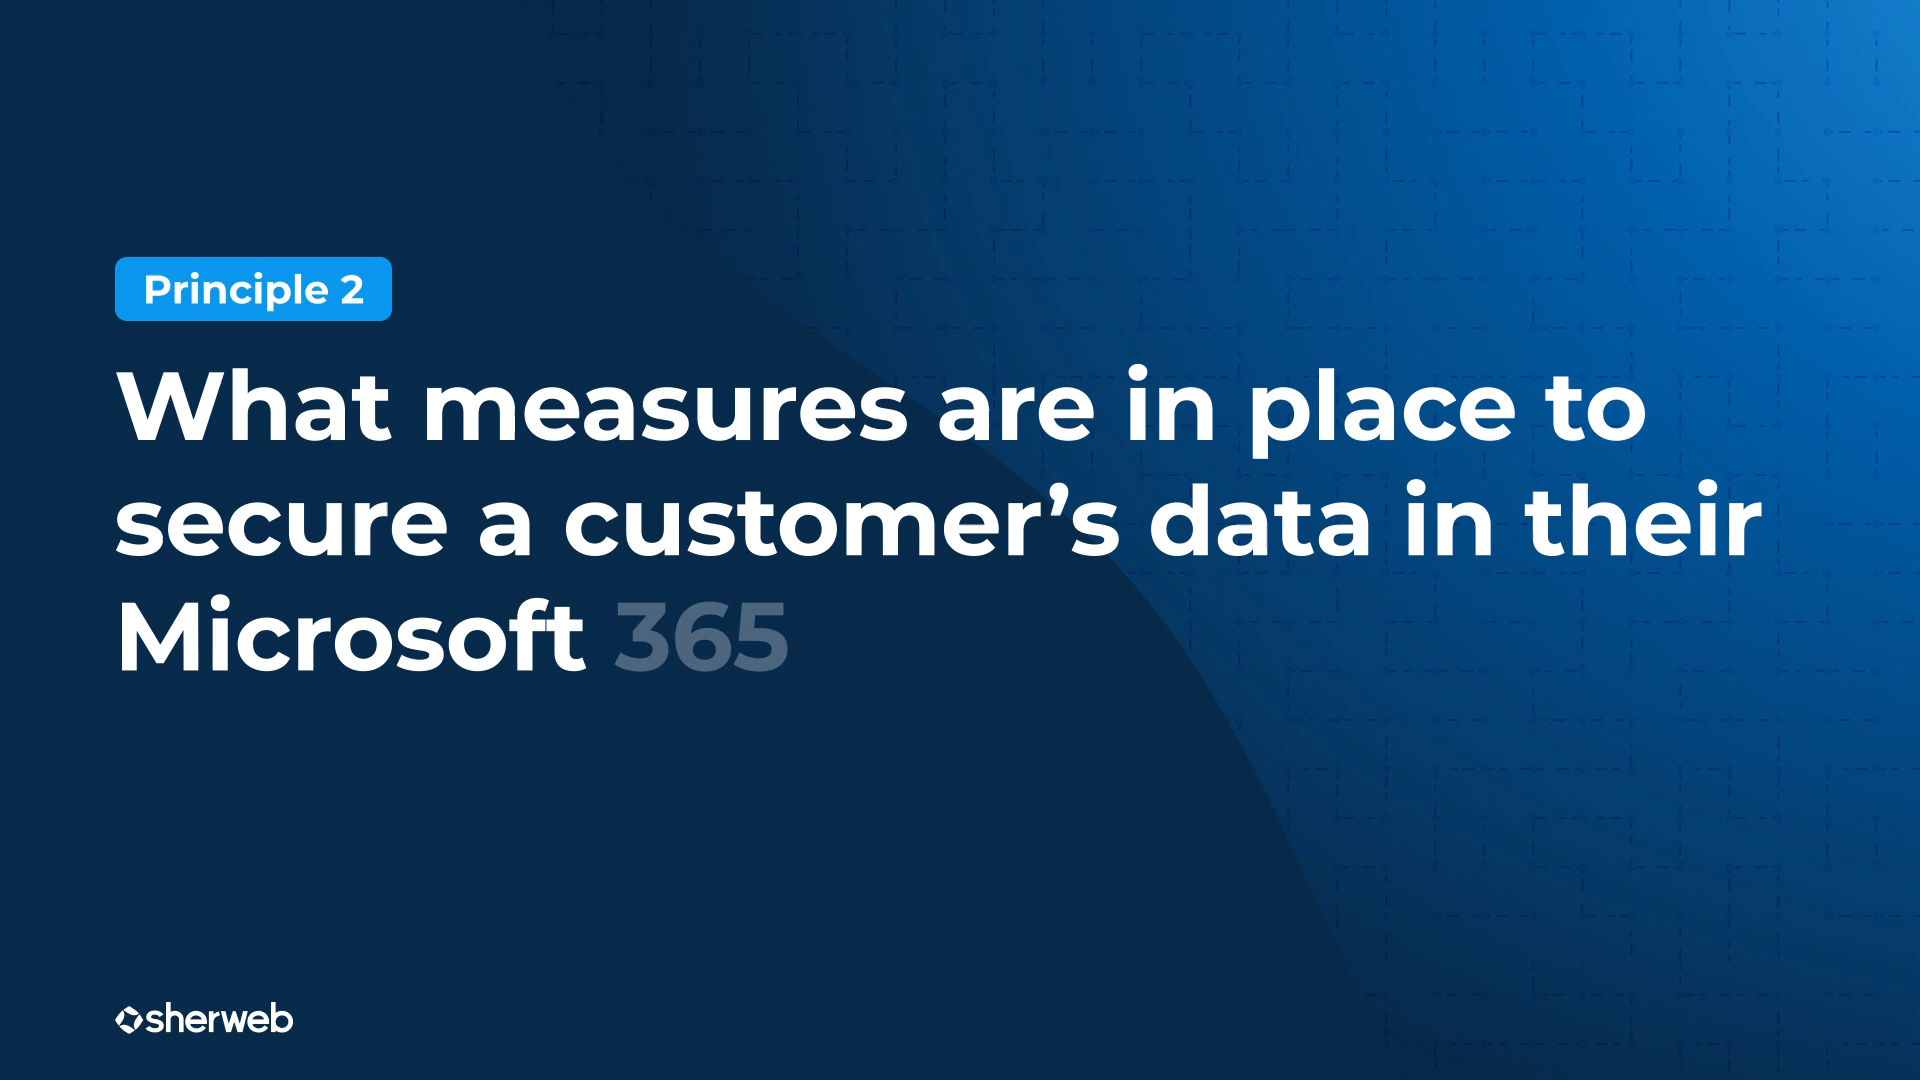 Principle 2
What measures are in place to
secure a customer’s data in their
Microsoft 365
sherweb